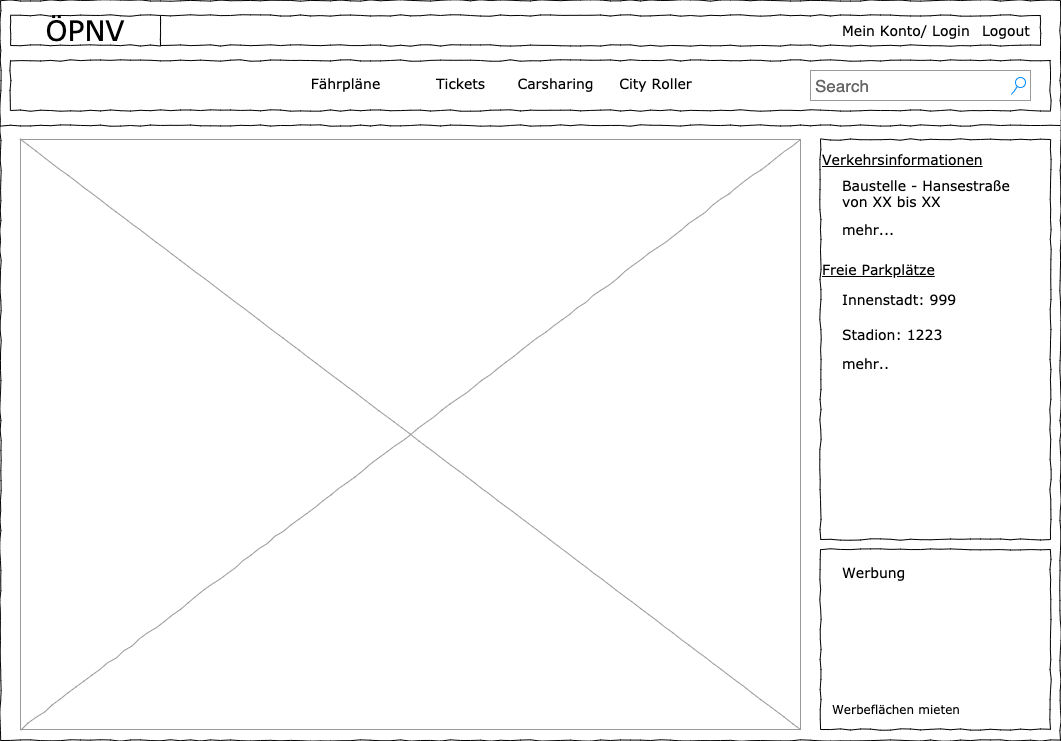 ÖPNV
Mein Konto/ Login Logout
Fährpläne Tickets Carsharing City Roller Search
Verkehrsinformationen
Baustelle - Hansestraße
von XX bis XX
mehr...
Freie Parkplätze
Innenstadt: 999
Stadion: 1223
mehr..
Werbung
Werbeflächen mieten